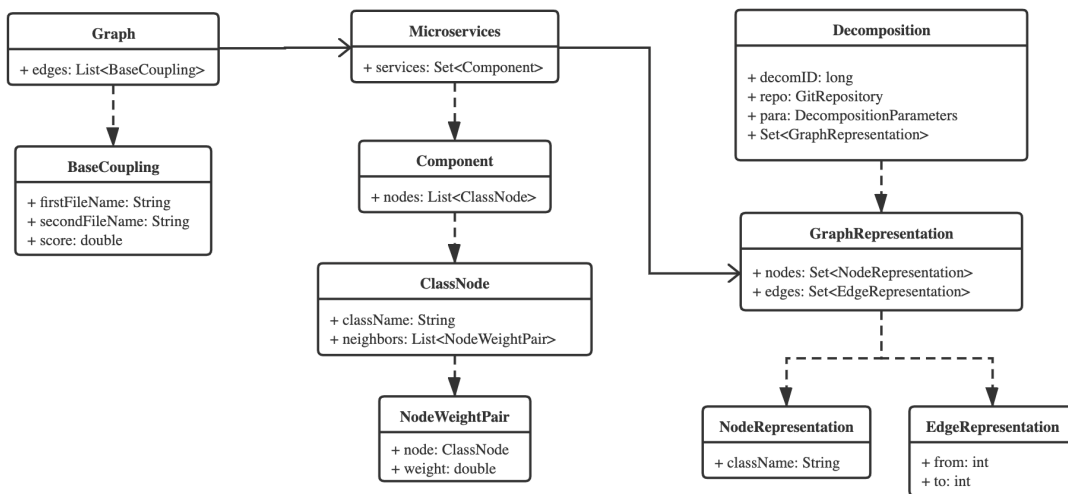 Graph
+ edges: List<BaseCoupling>
BaseCoupling
+ firstFileName: String
+ secondFileName: String
+ score: double
Microservices
+ services: Set<Component>
Component
+ nodes: List<ClassNode>
ClassNode
+ className: String
+ neighbors: List<NodeWeightPair>
NodeWeightPair
+ node: ClassNode
+ weight: double
Decomposition
+ decomID: long
+ repo: GitRepository
+ para: DecompositionParameters
+ Set<GraphRepresentation>
GraphRepresentation
+ nodes: Set<NodeRepresentation>
+ edges: Set<EdgeRepresentation>
NodeRepresentation
+ className: String
EdgeRepresentation
+ from: int
+ to: int